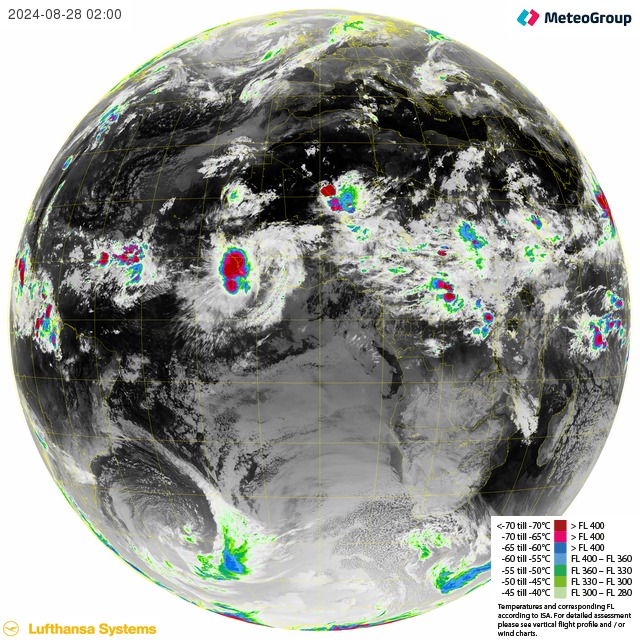 2024-08-28 02:00
MeteoGroup
<-70 till -70°C > FL 400
-70 till -65°C > FL 400
-65 till -60°C > FL 400
-60 till -55°C FL 400 – FL 360
-55 till -50°C FL 360 – FL 330
-50 till -45°C FL 330 – FL 300
-45 till -40°C FL 300 – FL 280
Temperatures and corresponding FL
according to ISA. For detailed assessment
please see vertical flight profile and / or
wind charts.
Lufthansa Systems